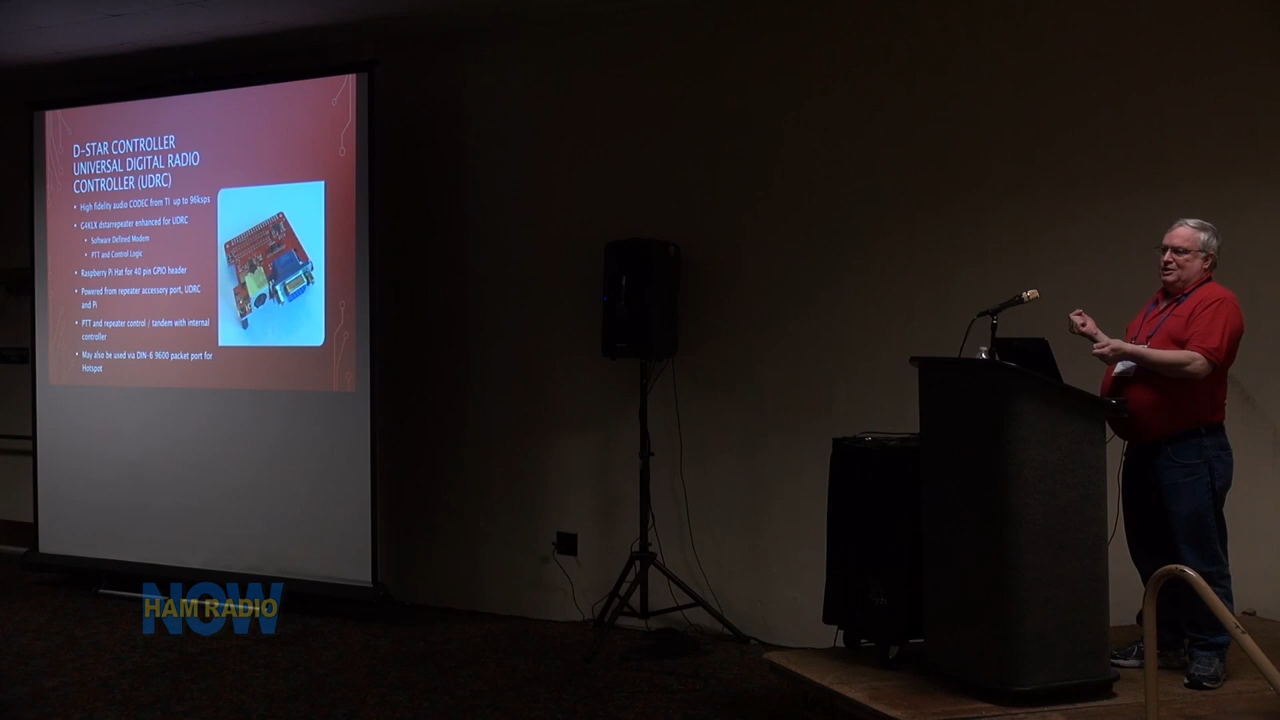 D-STAR CONTROLLER
UNIVERSAL DIGITAL RADIO
CONTROLLER (UDRC)
• High fidelity audio CODEC from TI up to 96ksps
• G4KLX dstarrepeater enhanced for UDRC
• Software Defined Modem
• PTT and Control Logic
• Raspberry Pi Hat for 40 pin GPIO header
• Powered from repeater accessory port, UDRC
and Pi
• PTT and repeater control / tandem with internal
controller
• May also be used via DIN-6 9600 packet port for
Hotspot
NOW
HAM RADIO